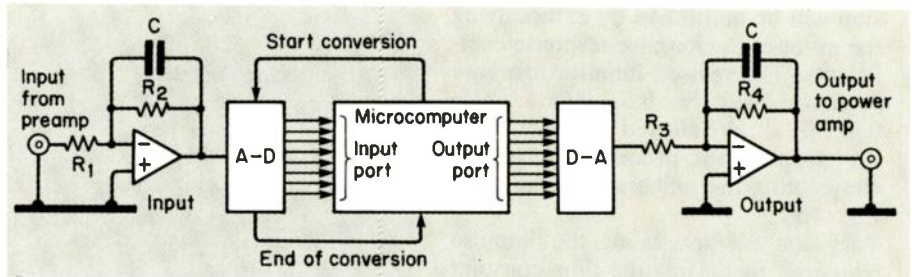 C
Start conversion
C
Input
from
preamp
R2
R4
Output
to power
amp
Microcomputer
R3
R1
A-D
Input
port
Output
port
D-A
Input
Output
End of conversion